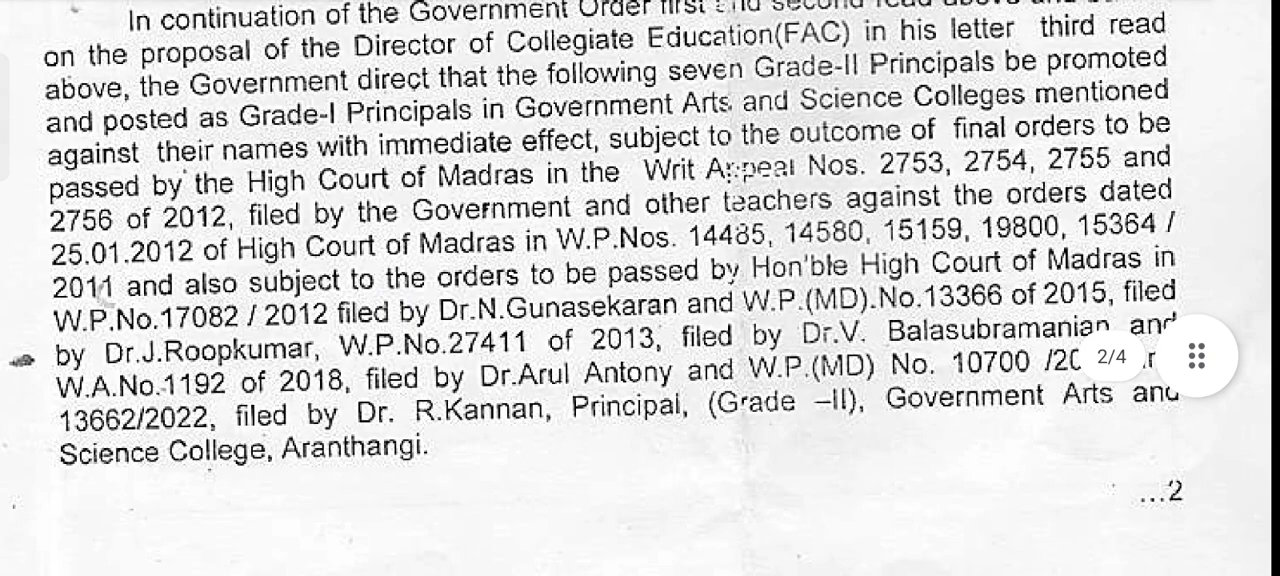 In continuation of the Government Order first second
on the proposal of the Director of Collegiate Education(FAC) in his letter third read
above, the Government direct that the following seven Grade-II Principals be promoted
and posted as Grade-I Principals in Government Arts and Science Colleges mentioned
against their names with immediate effect, subject to the outcome of final orders to be
passed by the High Court of Madras in the Writ Appeal Nos. 2753, 2754, 2755 and
2756 of 2012, filed by the Government and other teachers against the orders dated
25.01.2012 of High Court of Madras in W.P.Nos. 14485, 14580, 15159, 19800, 15364 /
2011 and also subject to the orders to be passed by Hon'ble High Court of Madras in
W.P.No.17082 / 2012 filed by Dr.N.Gunasekaran and W.P.(MD).No.13366 of 2015, filed
by Dr.J.Roopkumar, W.P.No.27411 of 2013, filed by Dr.V. Balasubramanian and
W.A.No.1192 of 2018, filed by Dr.Arul Antony and W.P.(MD) No. 10700
2/4
13662/2022, filed by Dr. R.Kannan, Principal, (Grade –II), Government Arts and
Science College, Aranthangi.
...2